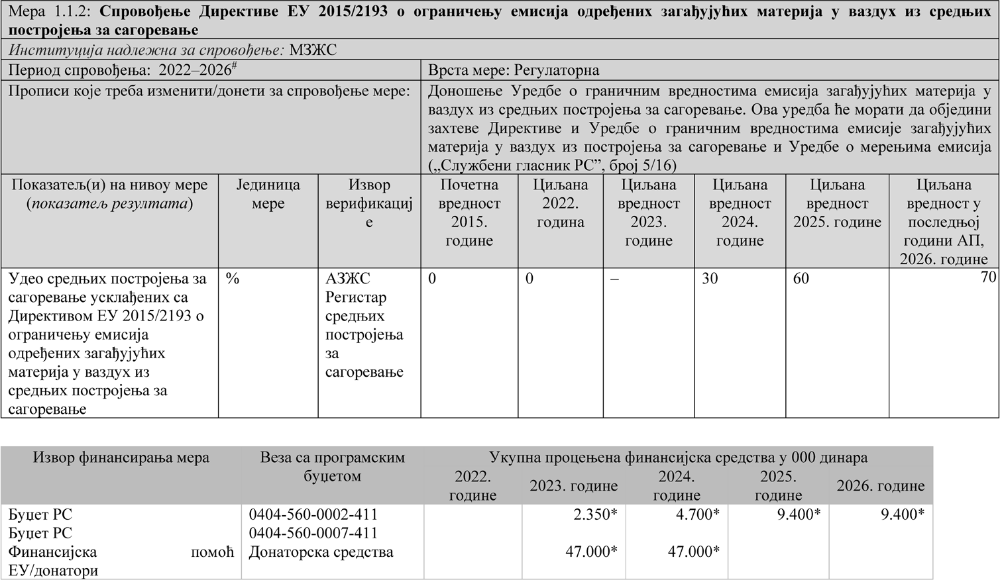 Мера 1.1.2: Спровођење Директиве ЕУ 2015/2193 о ограничењу емисија одређених загађујућих материја у ваздух из средњих
постројења за сагоревање
Институција надлежна за спровођење: МЗЖС
Период спровођења: 2022–2026#
Врста мере: Регулаторна
Прописи које треба изменити/донети за спровођење мере:
Доношење Уредбе о граничним вредностима емисија загађујућих материја у
ваздух из средњих постројења за сагоревање. Ова уредба ће морати да обједини
захтеве Директиве и Уредбе о граничним вредностима емисије загађујућих
материја у ваздух из постројења за сагоревање и Уредбе о мерењима емисија
(„Службени гласник РС”, број 5/16)
Показатељ(и) на нивоу мере
(показатељ резултата)
Јединица
мере
Извор
верификациј
е
Почетна
вредност
2015.
године
Циљана
2022.
година
Циљана
вредност
2023.
године
Циљана
вредност
2024.
године
Циљана
вредност
2025. године
Циљана
вредност у
последњој
години АП,
2026. године
Удео средњих постројења за
сагоревање усклађених са
Директивом ЕУ 2015/2193 о
ограничењу емисија
одређених загађујућих
материја у ваздух из
средњих постројења за
сагоревање
%
АЗЖС
Регистар
средњих
постројења
за
сагоревање
0
0
–
30
60
70
Извор финансирања мера
Веза са програмским
буџетом
Укупна процењена финансијска средства у 000 динара
2022.
године
2023. године
2024.
године
2025.
године
2026. године
Буџет РС 0404-560-0002-411 2.350* 4.700* 9.400* 9.400*
Буџет РС 0404-560-0007-411
Финансијска помоћ Донаторска средства 47.000* 47.000*
ЕУ/донатори